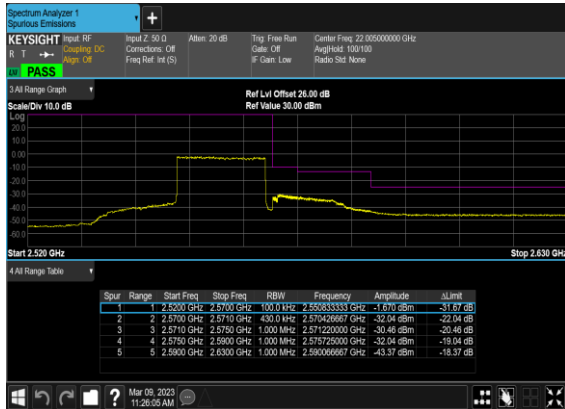 Spectrum Analyzer 1
Spurious Emissions
KEYSIGHT Input: RF Input Z: 50 Ω Atten: 20 dB Trig: Free Run Center Freq: 22.005000000 GHz
R T Coupling: DC Corrections: Off Gate: Off Avg|Hold: 100/100
Align: Off Freq Ref: Int (S) IF Gain: Low Radio Std: None
PASS
3 All Range Graph Ref Lvl Offset 26.00 dB
Scale/Div 10.0 dB Ref Value 30.00 dBm
Log
20.0
10.0
0.00
-10.0
-20.0
-30.0
-40.0
-50.0
-60.0
Start 2.520 GHz Stop 2.630 GHz
4 All Range Table
Spur Range Start Freq Stop Freq RBW Frequency Amplitude ΔLimit
1 1 2.5200 GHz 2.5700 GHz 100.0 kHz 2.550833333 GHz -1.670 dBm -31.67 dB
2 2 2.5700 GHz 2.5710 GHz 430.0 kHz 2.570426667 GHz -32.04 dBm -22.04 dB
3 3 2.5710 GHz 2.5750 GHz 1.000 MHz 2.571220000 GHz -30.46 dBm -20.46 dB
4 4 2.5750 GHz 2.5900 GHz 1.000 MHz 2.575725000 GHz -32.04 dBm -19.04 dB
5 5 2.5900 GHz 2.6300 GHz 1.000 MHz 2.590066667 GHz -43.37 dBm -18.37 dB
? Mar 09, 2023
11:26:05 AM